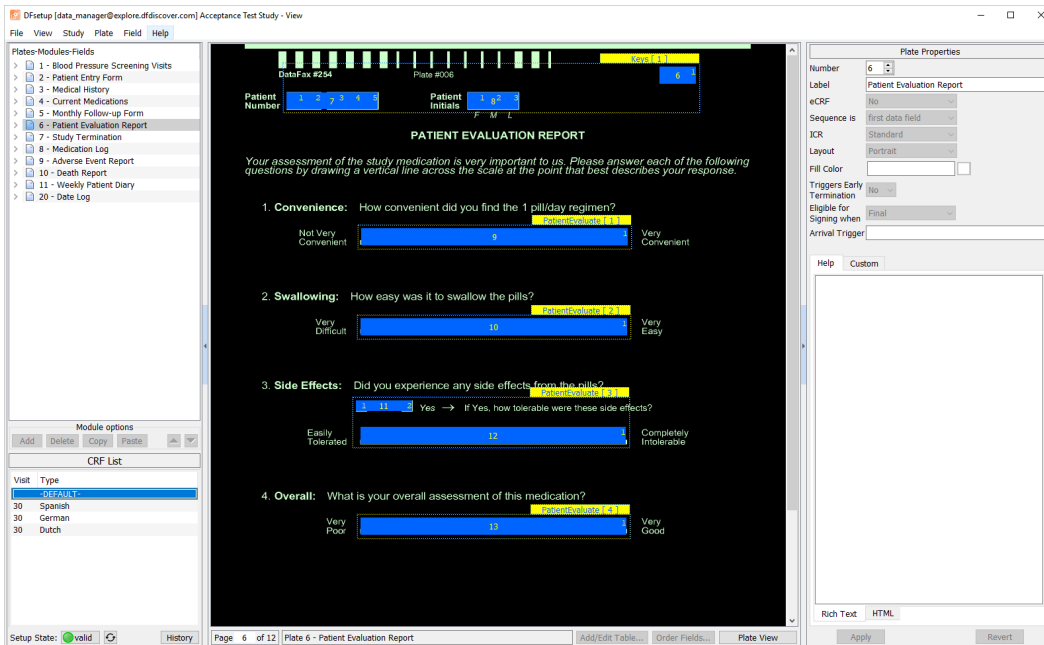 DFsetup [data_manager@explore.dfdiscover.com] Acceptance Test Study - View
File View Study Plate Field Help
Plates-Modules-Fields
1 - Blood Pressure Screening Visits
2 - Patient Entry Form
3 - Medical History
4 - Current Medications
5 - Monthly Follow-up Form
6 - Patient Evaluation Report
7 - Study Termination
8 - Medication Log
9 - Adverse Event Report
10 - Death Report
11 - Weekly Patient Diary
20 - Date Log
Module options
Add Delete Copy Paste
CRF List
Visit Type
-DEFAULT-
30 Spanish
30 German
30 Dutch
Setup State: valid History
Keys [ 1 ]
DataFax #254 Plate #006 6 1
Patient Number 1 2 7 3 4 5 Patient Initials 1 8 2 3
F M L
PATIENT EVALUATION REPORT
Your assessment of the study medication is very important to us. Please answer each of the following
questions by drawing a vertical line across the scale at the point that best describes your response.
1. Convenience: How convenient did you find the 1 pill/day regimen?
PatientEvaluate [ 1 ]
Not Very Convenient 9 1 Very Convenient
2. Swallowing: How easy was it to swallow the pills?
PatientEvaluate [ 2 ]
Very Difficult 10 1 Very Easy
3. Side Effects: Did you experience any side effects from the pills?
PatientEvaluate [ 3 ]
1 11 2 Yes → If Yes, how tolerable were these side effects?
Easily Tolerated 12 1 Completely Intolerable
4. Overall: What is your overall assessment of this medication?
PatientEvaluate [ 4 ]
Very Poor 13 1 Very Good
Page 6 of 12 Plate 6 - Patient Evaluation Report Add/Edit Table... Order Fields... Plate View
Plate Properties
Number 6
Label Patient Evaluation Report
eCRF No
Sequence is first data field
ICR Standard
Layout Portrait
Fill Color
Triggers Early Termination No
Eligible for Signing when Final
Arrival Trigger
Help Custom
Rich Text HTML
Apply Revert